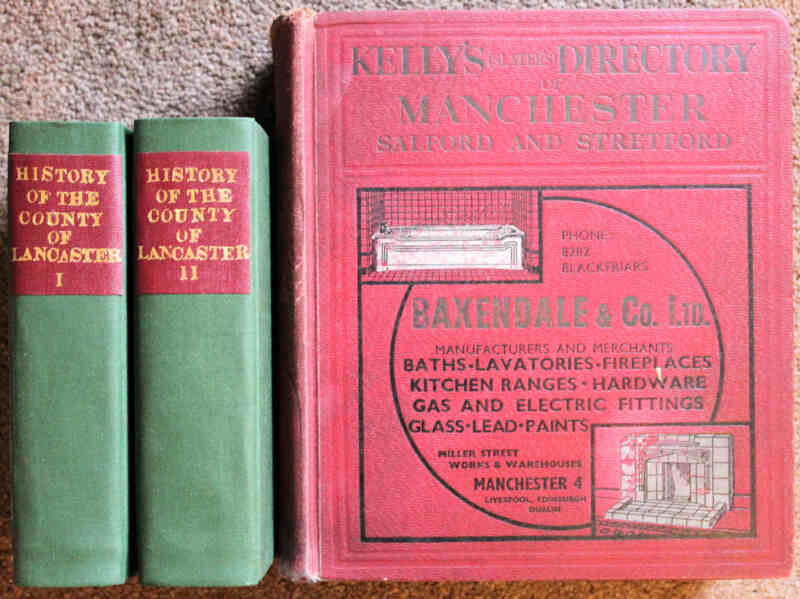 HISTORY
OF THE
COUNTY
OF
LANCASTER
I
HISTORY
OF THE
COUNTY
OF
LANCASTER
II
KELLY'S (SLATER'S) DIRECTORY
OF
MANCHESTER
SALFORD AND STRETFORD
PHONE:
8282
BLACKFRIARS
BAXENDALE & Co. LTD.
MANUFACTURERS AND MERCHANTS
BATHS·LAVATORIES·FIREPLACES
KITCHEN RANGES·HARDWARE
GAS AND ELECTRIC FITTINGS
GLASS·LEAD·PAINTS
MILLER STREET
WORKS & WAREHOUSES
MANCHESTER 4
LIVERPOOL, EDINBURGH
DUBLIN